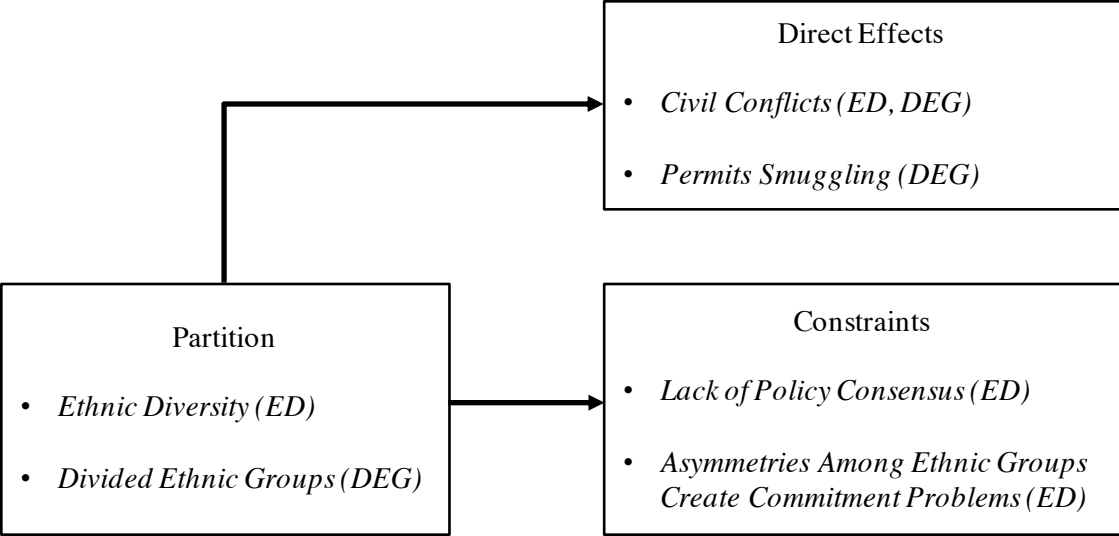 Direct Effects
• Civil Conflicts (ED, DEG)
• Permits Smuggling (DEG)
Partition
• Ethnic Diversity (ED)
• Divided Ethnic Groups (DEG)
Constraints
• Lack of Policy Consensus (ED)
• Asymmetries Among Ethnic Groups
Create Commitment Problems (ED)